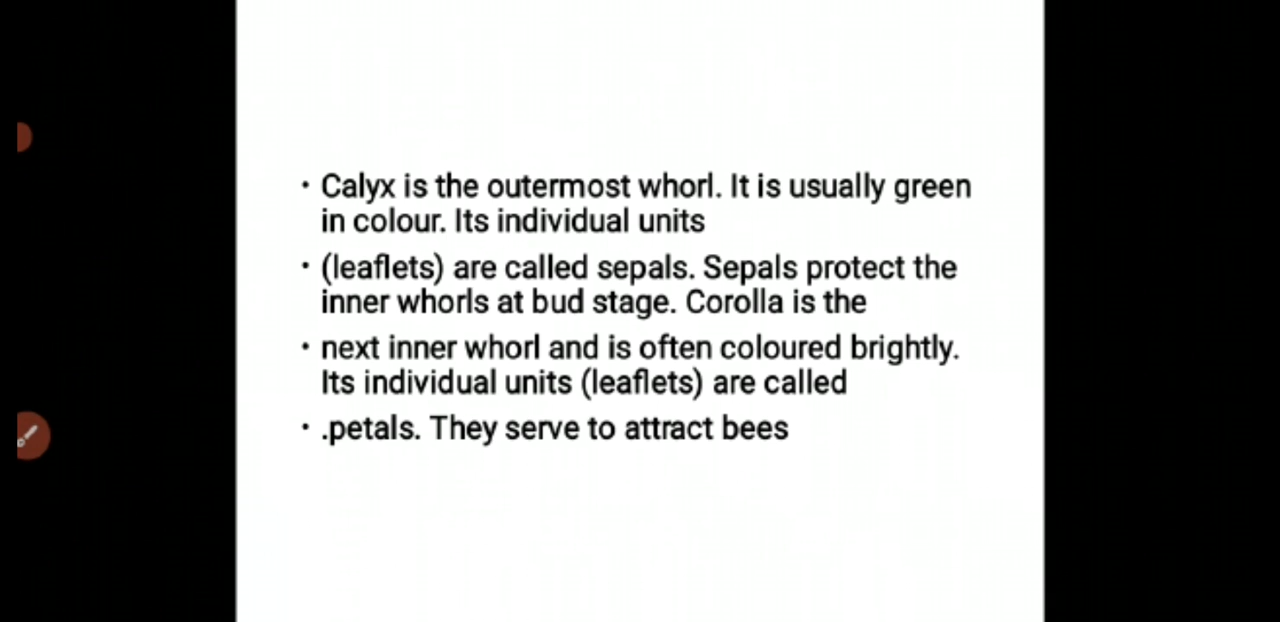 • Calyx is the outermost whorl. It is usually green
in colour. Its individual units
• (leaflets) are called sepals. Sepals protect the
inner whorls at bud stage. Corolla is the
• next inner whorl and is often coloured brightly.
Its individual units (leaflets) are called
• .petals. They serve to attract bees